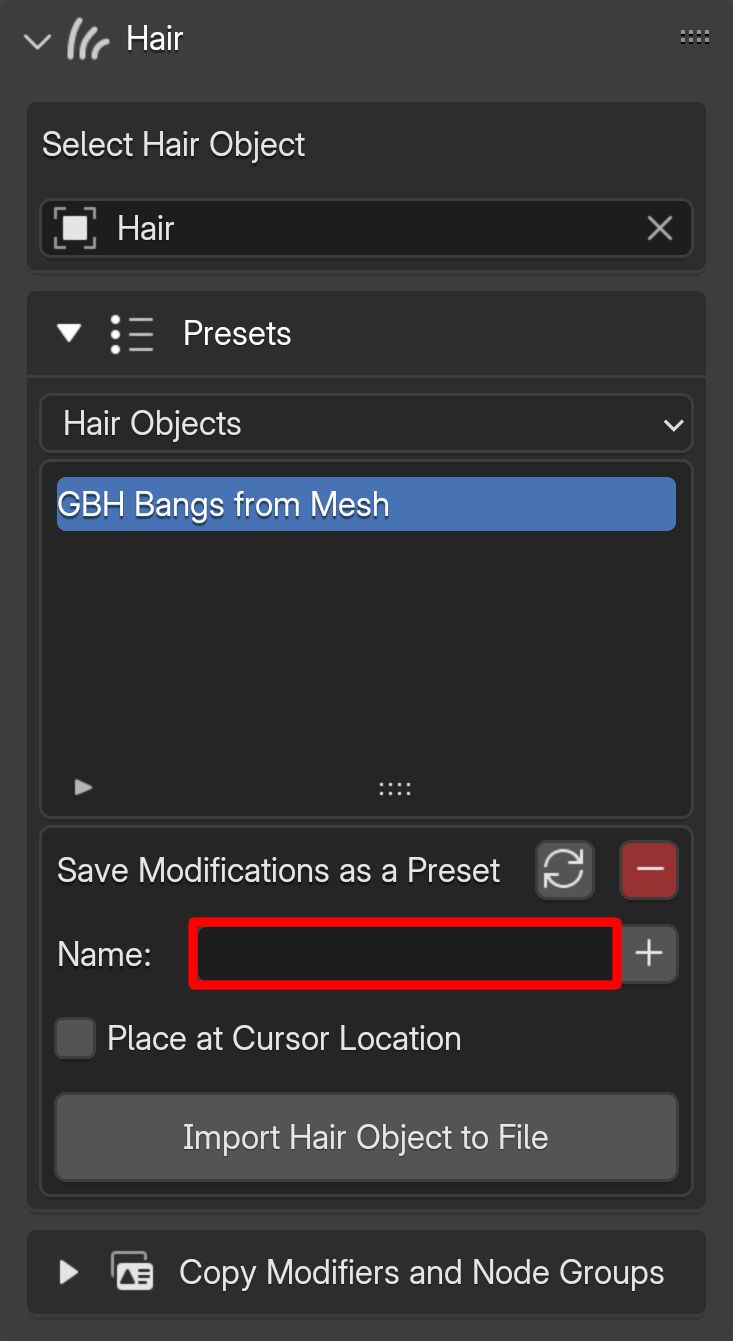 Hair
Select Hair Object
Hair
Presets
Hair Objects
GBH Bangs from Mesh
Save Modifications as a Preset
Name:
Place at Cursor Location
Import Hair Object to File
Copy Modifiers and Node Groups